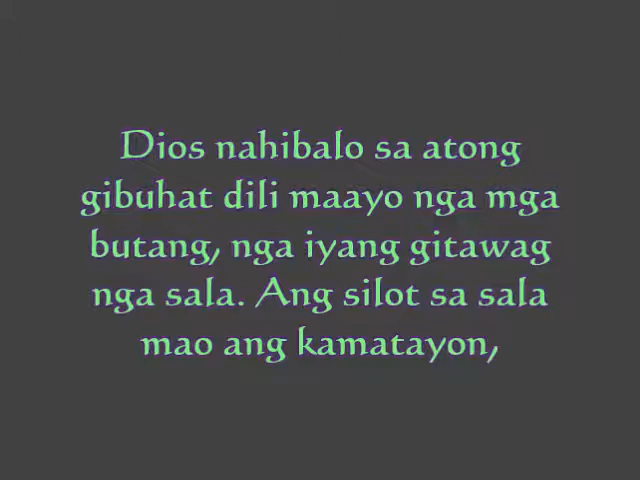 Dios nahibalo sa atong
gibuhat dili maayo nga mga
butang, nga iyang gitawag
nga sala. Ang silot sa sala
mao ang kamatayon,